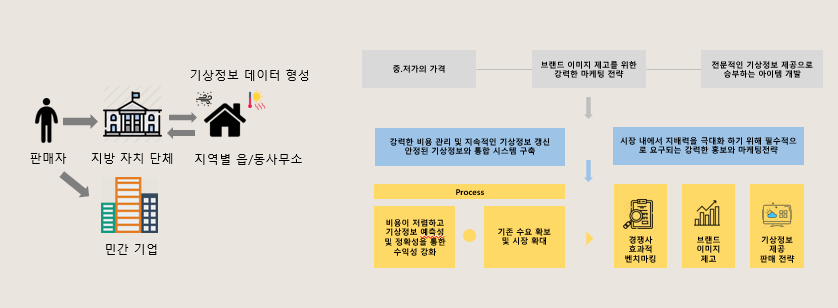 기상정보 데이터 형성
판매자
지방 자치 단체
지역별 읍/동사무소
민간 기업
중.저가의 가격
브랜드 이미지 제고를 위한
강력한 마케팅 전략
전문적인 기상정보 제공으로
승부하는 아이템 개발
강력한 비용 관리 및 지속적인 기상정보 갱신
안정된 기상정보와 통합 시스템 구축
시장 내에서 지배력을 극대화 하기 위해 필수적으
로 요구되는 강력한 홍보와 마케팅전략
Process
비용이 저렴하고
기상정보 예측성
및 정확성을 통한
수익성 강화
기존 수요 확보
및 시장 확대
경쟁사
효과적
벤치마킹
브랜드
이미지
제고
기상정보
제공
판매 전략